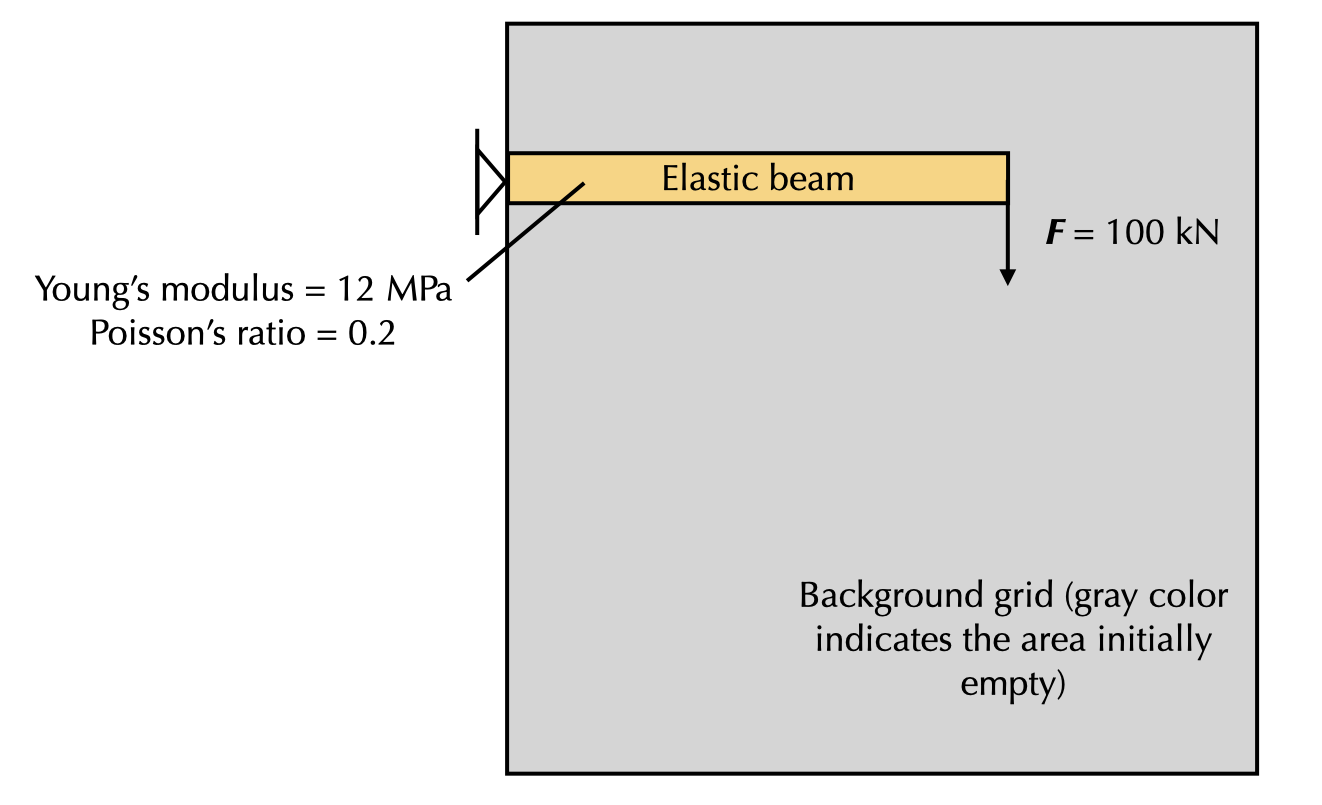 Elastic beam
F = 100 kN
Young's modulus = 12 MPa
Poisson's ratio = 0.2
Background grid (gray color
indicates the area initially
empty)